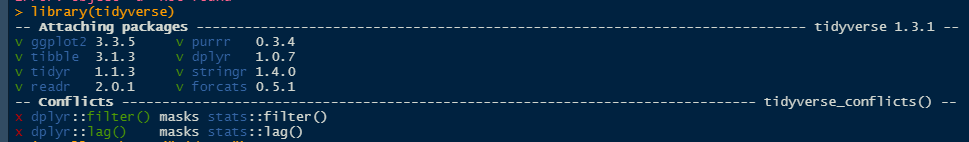 > library(tidyverse)
-- Attaching packages --------------------------------------------------------------------------------------- tidyverse 1.3.1 --
v ggplot2 3.3.5     v purrr   0.3.4
v tibble  3.1.3     v dplyr   1.0.7
v tidyr   1.1.3     v stringr 1.4.0
v readr   2.0.1     v forcats 0.5.1
-- Conflicts ------------------------------------------------------------------------------------------ tidyverse_conflicts() --
x dplyr::filter() masks stats::filter()
x dplyr::lag()    masks stats::lag()